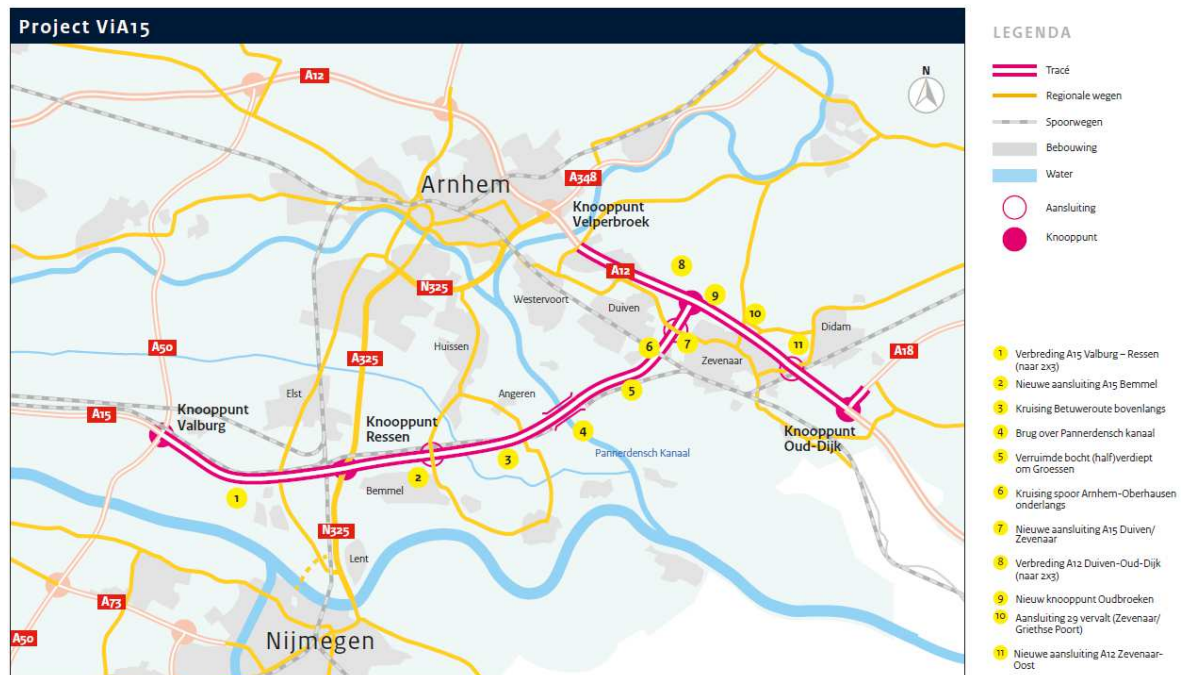 Project ViA15
N
A12
Arnhem
A348
Knooppunt
Velperbroek
A12
8
9
N325
Westervoort
Duiven
10
Didam
A50
A325
Huissen
6
7
11
A18
Zevenaar
Elst
Angeren
5
A15
Knooppunt
Valburg
Knooppunt
Ressen
4
Knooppunt
Oud-Dijk
3
Pannerdensch Kanaal
2
1
Bemmel
N325
Lent
A73
A50
Nijmegen
LEGENDA
Tracé
Regionale wegen
Spoorwegen
Bebouwing
Water
Aansluiting
Knooppunt
1 Verbreding A15 Valburg – Ressen
(naar 2x3)
2 Nieuwe aansluiting A15 Bemmel
3 Kruising Betuweroute bovenlangs
4 Brug over Pannerdensch kanaal
5 Verruimde bocht (half)verdiept
om Groessen
6 Kruising spoor Arnhem-Oberhausen
onderlangs
7 Nieuwe aansluiting A15 Duiven/
Zevenaar
8 Verbreding A12 Duiven-Oud-Dijk
(naar 2x3)
9 Nieuw knooppunt Oudbroeken
10 Aansluiting 29 vervalt (Zevenaar/
Griethse Poort)
11 Nieuwe aansluiting A12 Zevenaar-
Oost